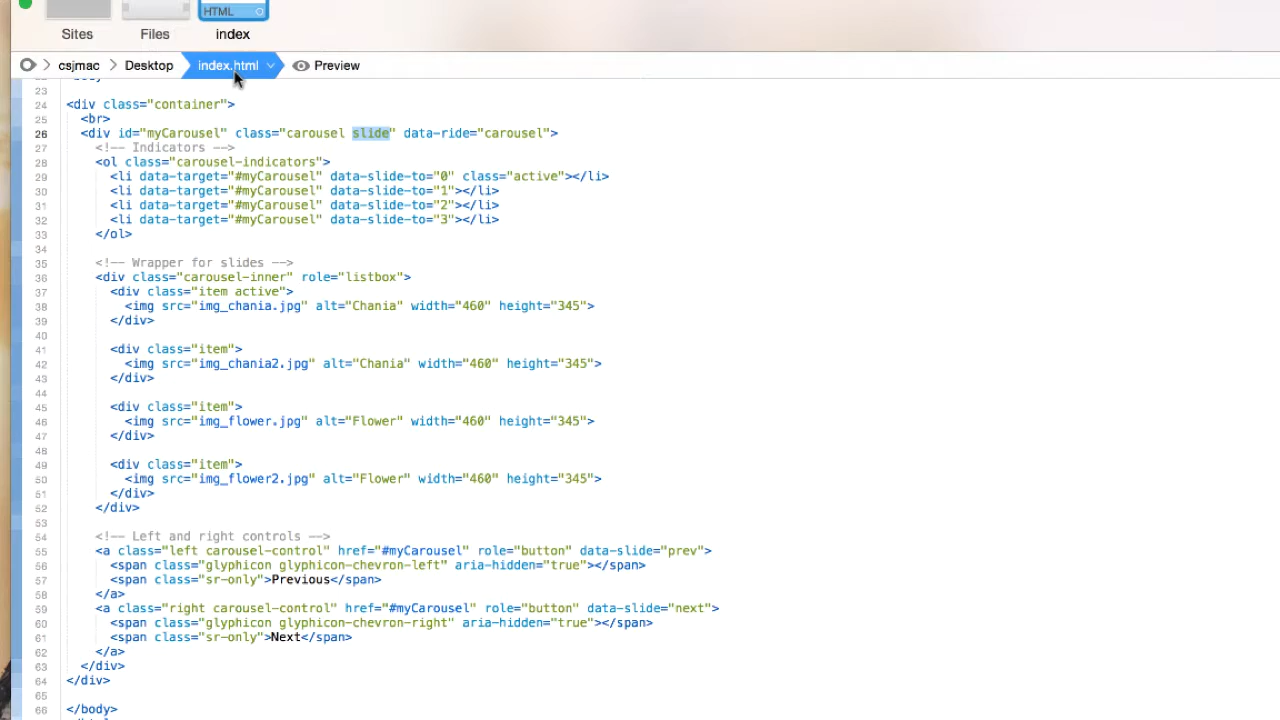 HTML
Sites Files index
csjmac Desktop index.html Preview
23
24 <div class="container">
25 <br>
26 <div id="myCarousel" class="carousel slide" data-ride="carousel">
27 <!-- Indicators -->
28 <ol class="carousel-indicators">
29 <li data-target="#myCarousel" data-slide-to="0" class="active"></li>
30 <li data-target="#myCarousel" data-slide-to="1"></li>
31 <li data-target="#myCarousel" data-slide-to="2"></li>
32 <li data-target="#myCarousel" data-slide-to="3"></li>
33 </ol>
34
35 <!-- Wrapper for slides -->
36 <div class="carousel-inner" role="listbox">
37 <div class="item active">
38 <img src="img_chania.jpg" alt="Chania" width="460" height="345">
39 </div>
40
41 <div class="item">
42 <img src="img_chania2.jpg" alt="Chania" width="460" height="345">
43 </div>
44
45 <div class="item">
46 <img src="img_flower.jpg" alt="Flower" width="460" height="345">
47 </div>
48
49 <div class="item">
50 <img src="img_flower2.jpg" alt="Flower" width="460" height="345">
51 </div>
52 </div>
53
54 <!-- Left and right controls -->
55 <a class="left carousel-control" href="#myCarousel" role="button" data-slide="prev">
56 <span class="glyphicon glyphicon-chevron-left" aria-hidden="true"></span>
57 <span class="sr-only">Previous</span>
58 </a>
59 <a class="right carousel-control" href="#myCarousel" role="button" data-slide="next">
60 <span class="glyphicon glyphicon-chevron-right" aria-hidden="true"></span>
61 <span class="sr-only">Next</span>
62 </a>
63 </div>
64 </div>
65
66 </body>